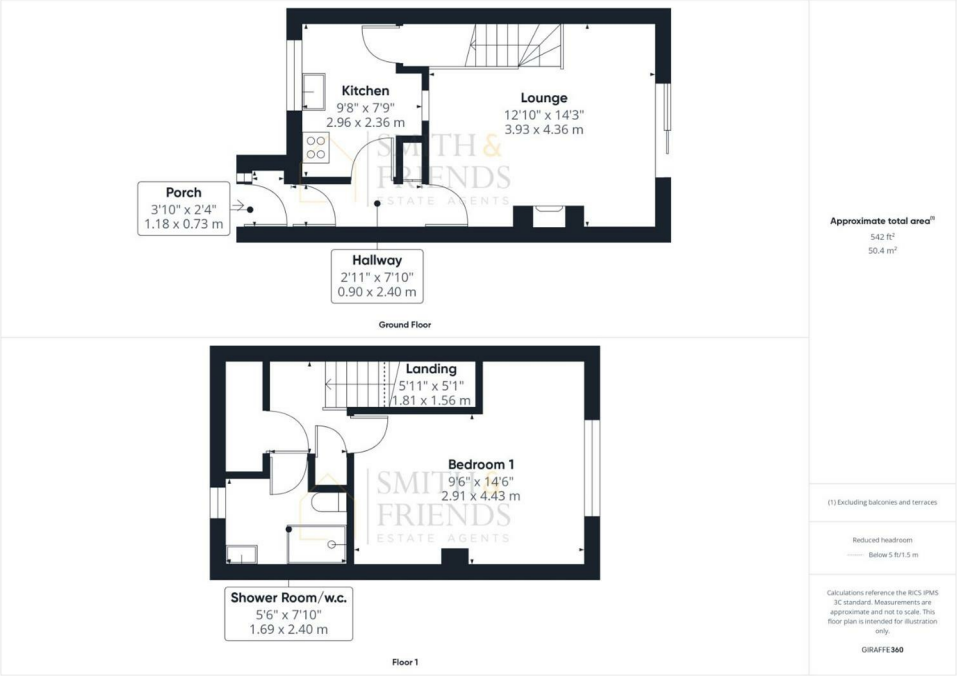 Kitchen
9'8" x 7'9"
2.96 x 2.36 m
Lounge
12'10" x 14'3"
3.93 x 4.36 m
SMITH &
FRIENDS
ESTATE AGENTS
Porch
3'10" x 2'4"
1.18 x 0.73 m
Hallway
2'11" x 7'10"
0.90 x 2.40 m
Ground Floor
Landing
5'11" x 5'1"
1.81 x 1.56 m
Bedroom 1
9'6" x 14'6"
2.91 x 4.43 m
SMITH &
FRIENDS
ESTATE AGENTS
Shower Room/w.c.
5'6" x 7'10"
1.69 x 2.40 m
Floor 1
Approximate total area(1)
542 ft²
50.4 m²
(1) Excluding balconies and terraces
Reduced headroom
Below 5 ft/1.5 m
Calculations reference the RICS IPMS
3C standard. Measurements are
approximate and not to scale. This
floor plan is intended for illustration
only.
GIRAFFE360